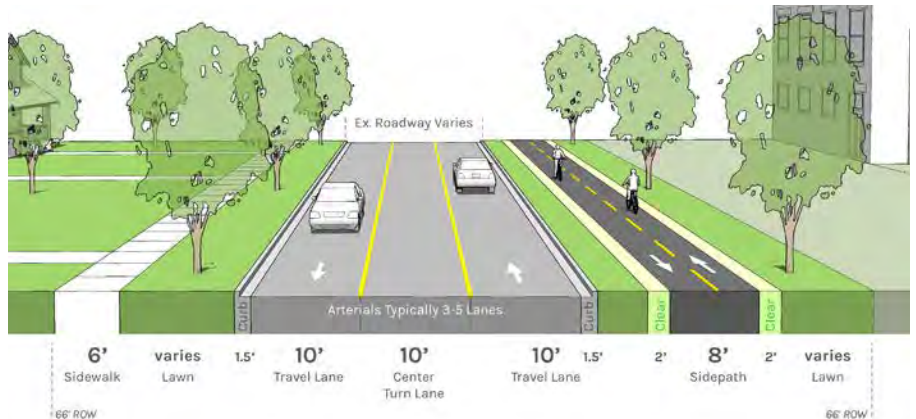 Ex. Roadway Varies
Arterials Typically 3-5 Lanes
Curb
Curb
Clear
Clear
6' varies 1.5' 10' 10' 10' 1.5' 2' 8' 2' varies
Sidewalk Lawn Travel Lane Center Travel Lane Sidepath Lawn
Turn Lane
66' ROW 66' ROW